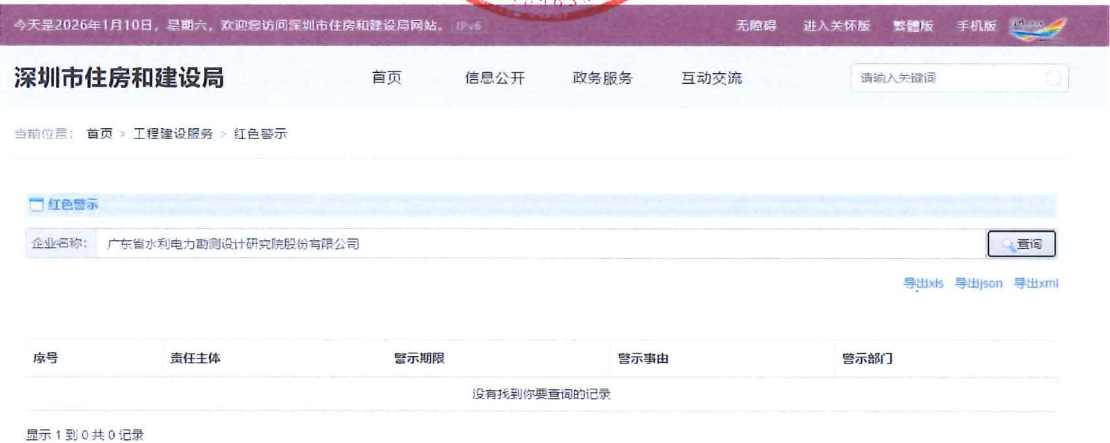 今天是2026年1月10日，星期六，欢迎您访问深圳市住房和建设局网站。 IPv6 无障碍 进入关怀版 繁體版 手机版
深圳市住房和建设局 首页 信息公开 政务服务 互动交流 请输入关键词
当前位置： 首页 > 工程建设服务 > 红色警示
红色警示
企业名称： 广东省水利电力勘测设计研究院股份有限公司 查询
导出xls 导出json 导出xml
序号 责任主体 警示期限 警示事由 警示部门
没有找到你要查询的记录
显示 1 到 0 共 0 记录